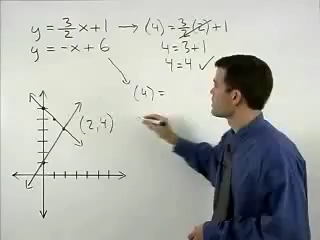 y = 3/2 x + 1 → (4) = 3/2 (2) + 1
y = -x + 6
4 = 3 + 1
4 = 4 ✓
(4) =
(2,4)